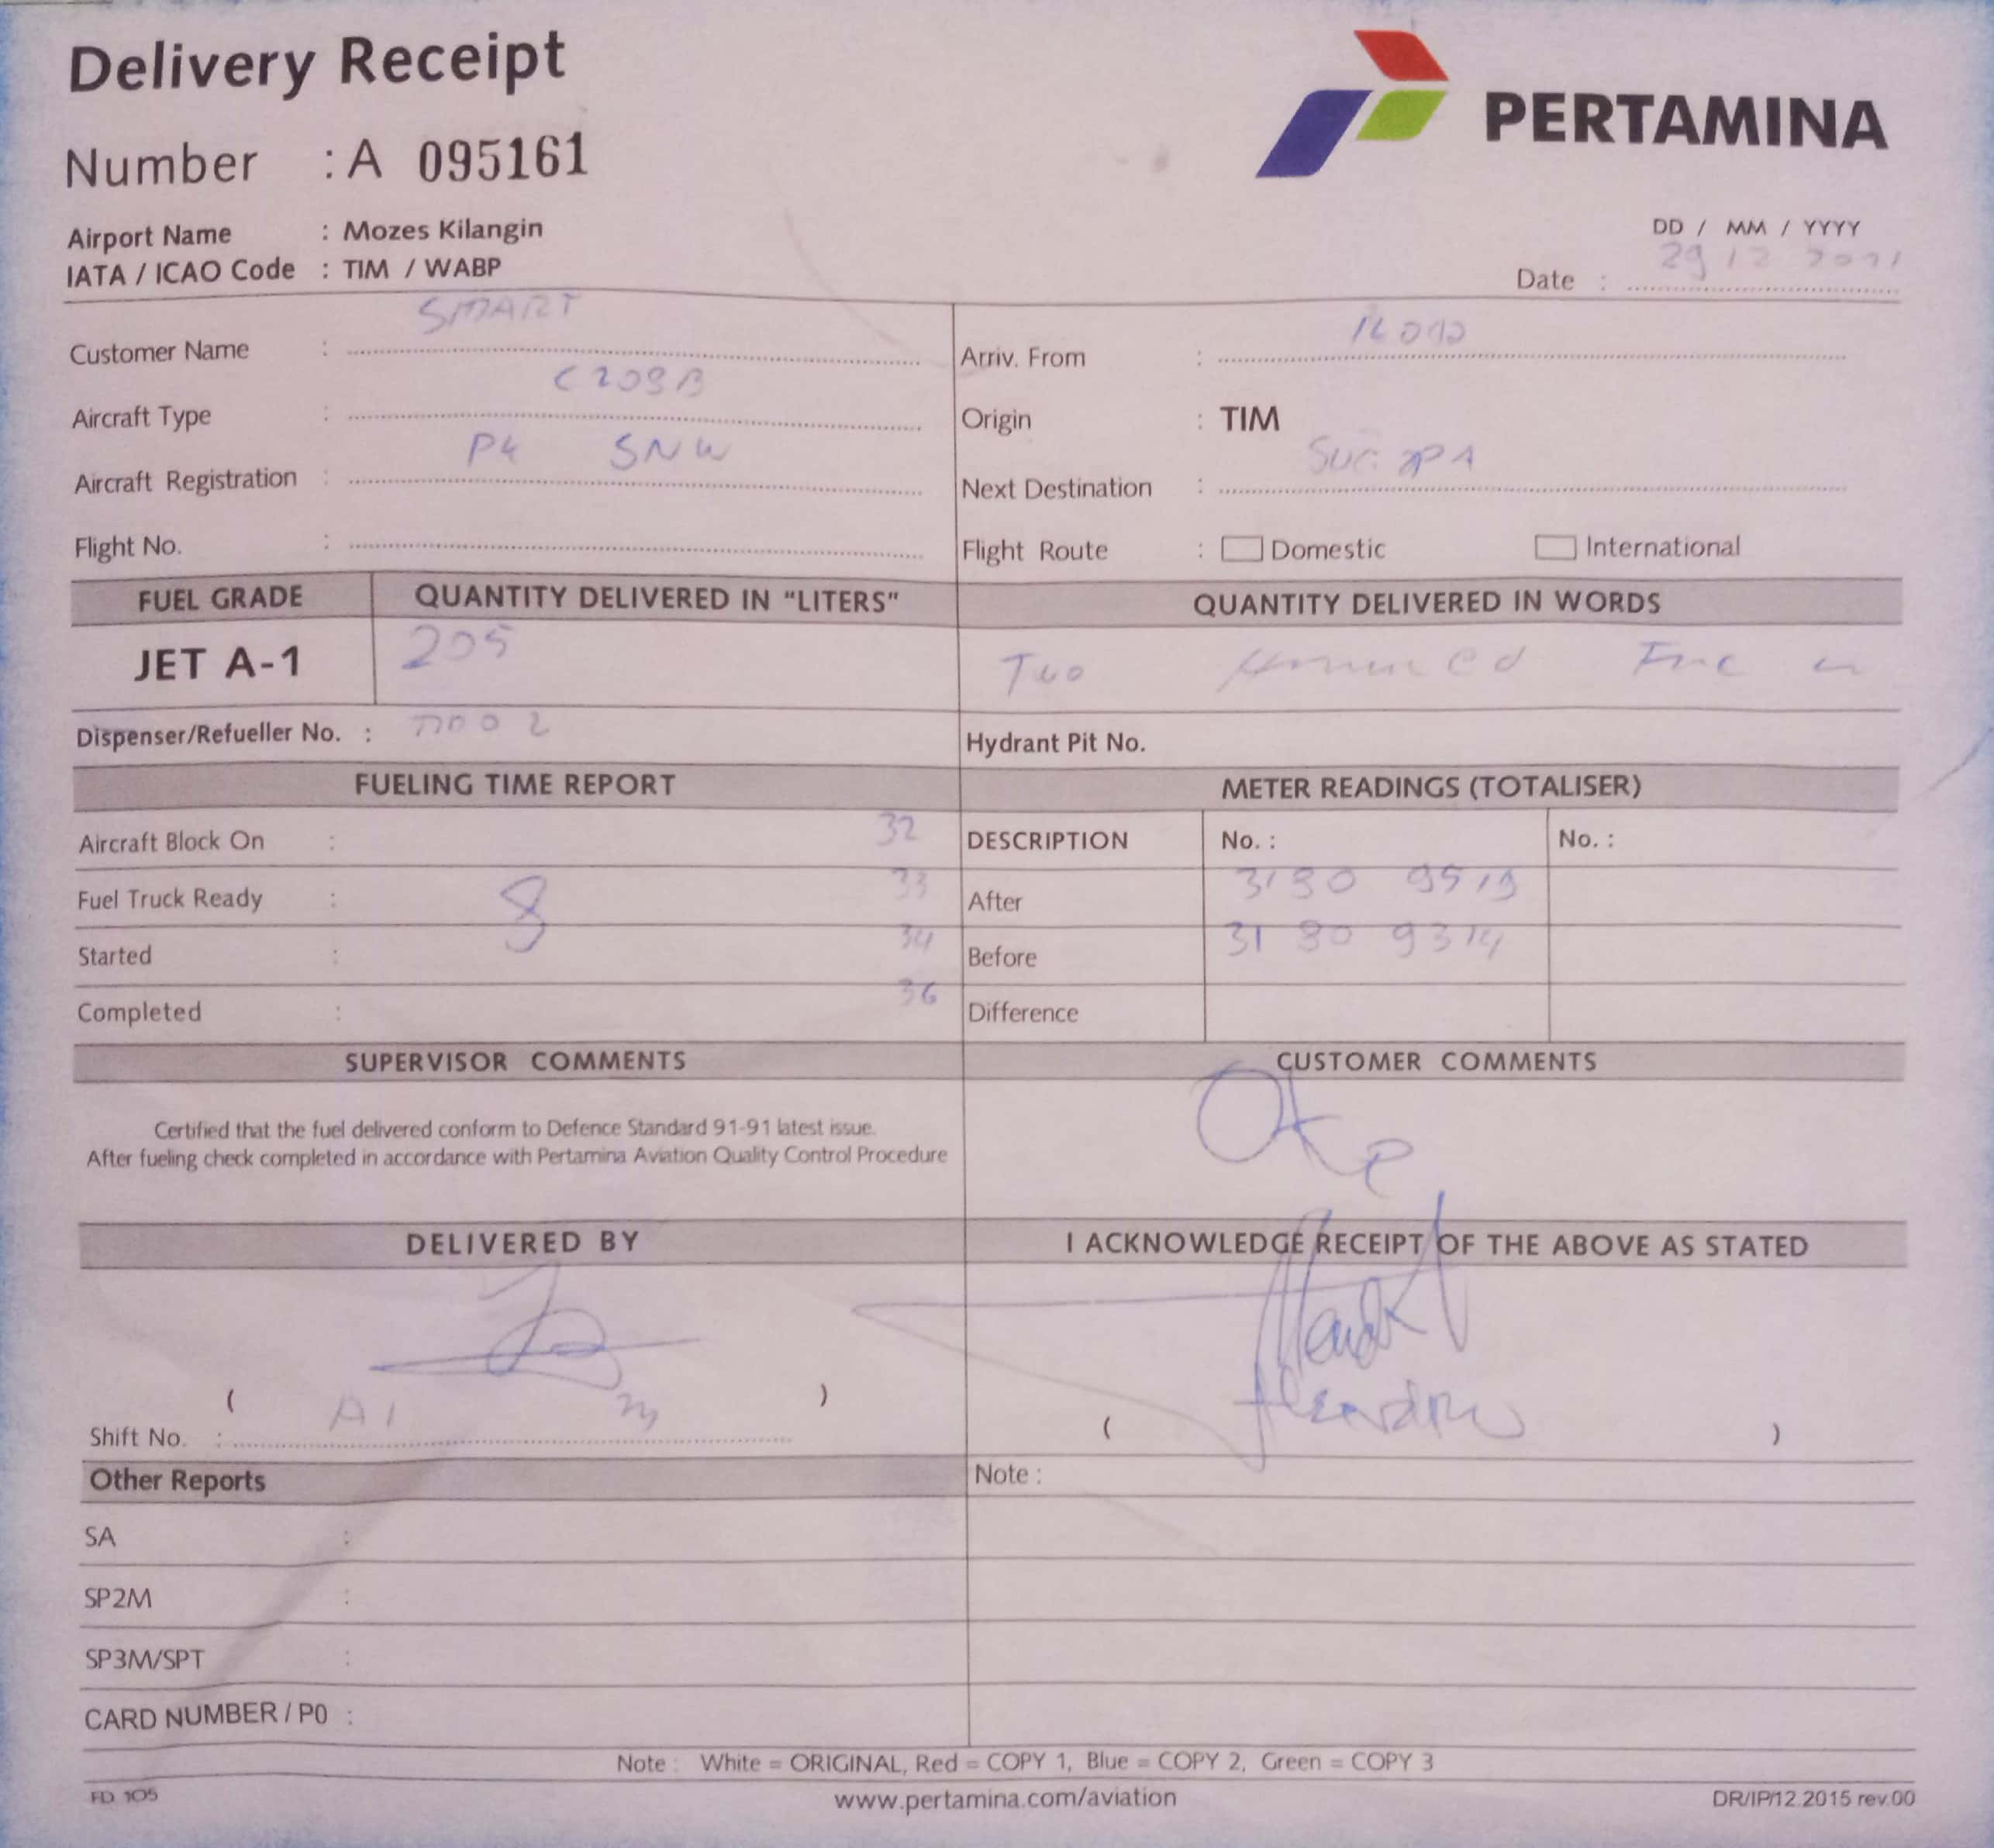 Delivery Receipt
PERTAMINA
Number : A 095161
Airport Name : Mozes Kilangin
IATA / ICAO Code : TIM / WABP
DD / MM / YYYY
Date : 29 12 2021
Customer Name : SMART
Arriv. From :
Aircraft Type : C208B
Origin : TIM
Aircraft Registration : PK SNW
Next Destination :
Flight No. :
Flight Route : Domestic International
FUEL GRADE QUANTITY DELIVERED IN "LITERS" QUANTITY DELIVERED IN WORDS
JET A-1 205 Two
Dispenser/Refueller No. :
Hydrant Pit No.
FUELING TIME REPORT METER READINGS (TOTALISER)
Aircraft Block On : 32 DESCRIPTION No. : No. :
Fuel Truck Ready : 8 33 After 3180 9519
Started : 34 Before 31 80 9314
Completed : 36 Difference
SUPERVISOR COMMENTS CUSTOMER COMMENTS
Certified that the fuel delivered conform to Defence Standard 91-91 latest issue.
After fueling check completed in accordance with Pertamina Aviation Quality Control Procedure
Oke
DELIVERED BY I ACKNOWLEDGE RECEIPT OF THE ABOVE AS STATED
( )
Shift No. : A1
( )
Other Reports Note :
SA :
SP2M :
SP3M/SPT :
CARD NUMBER / P0 :
Note : White = ORIGINAL, Red = COPY 1, Blue = COPY 2, Green = COPY 3
FD 105 www.pertamina.com/aviation DR/IP/12.2015 rev.00